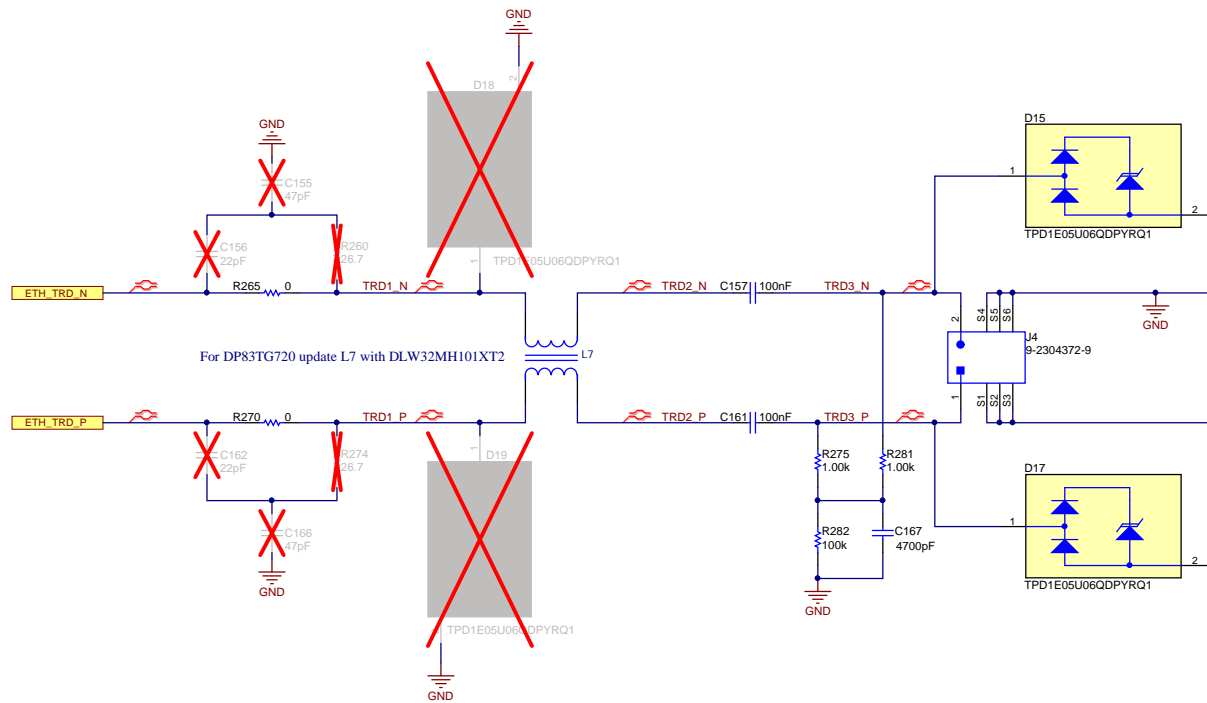 GND
2
D18
1
TPD1E05U06QDPYRQ1
GND
C155
47pF
C156
22pF
R260
26.7
ETH_TRD_N
R265 0
TRD1_N
TRD2_N
C157 100nF
TRD3_N
D15
1
2
TPD1E05U06QDPYRQ1
GND
2
S4
S5
S6
J4
9-2304372-9
1
S1
S2
S3
For DP83TG720 update L7 with DLW32MH101XT2
L7
ETH_TRD_P
R270 0
TRD1_P
TRD2_P
C161 100nF
TRD3_P
C162
22pF
R274
26.7
C166
47pF
GND
1
D19
TPD1E05U06QDPYRQ1
GND
R275
1.00k
R281
1.00k
R282
100k
C167
4700pF
GND
D17
1
2
TPD1E05U06QDPYRQ1